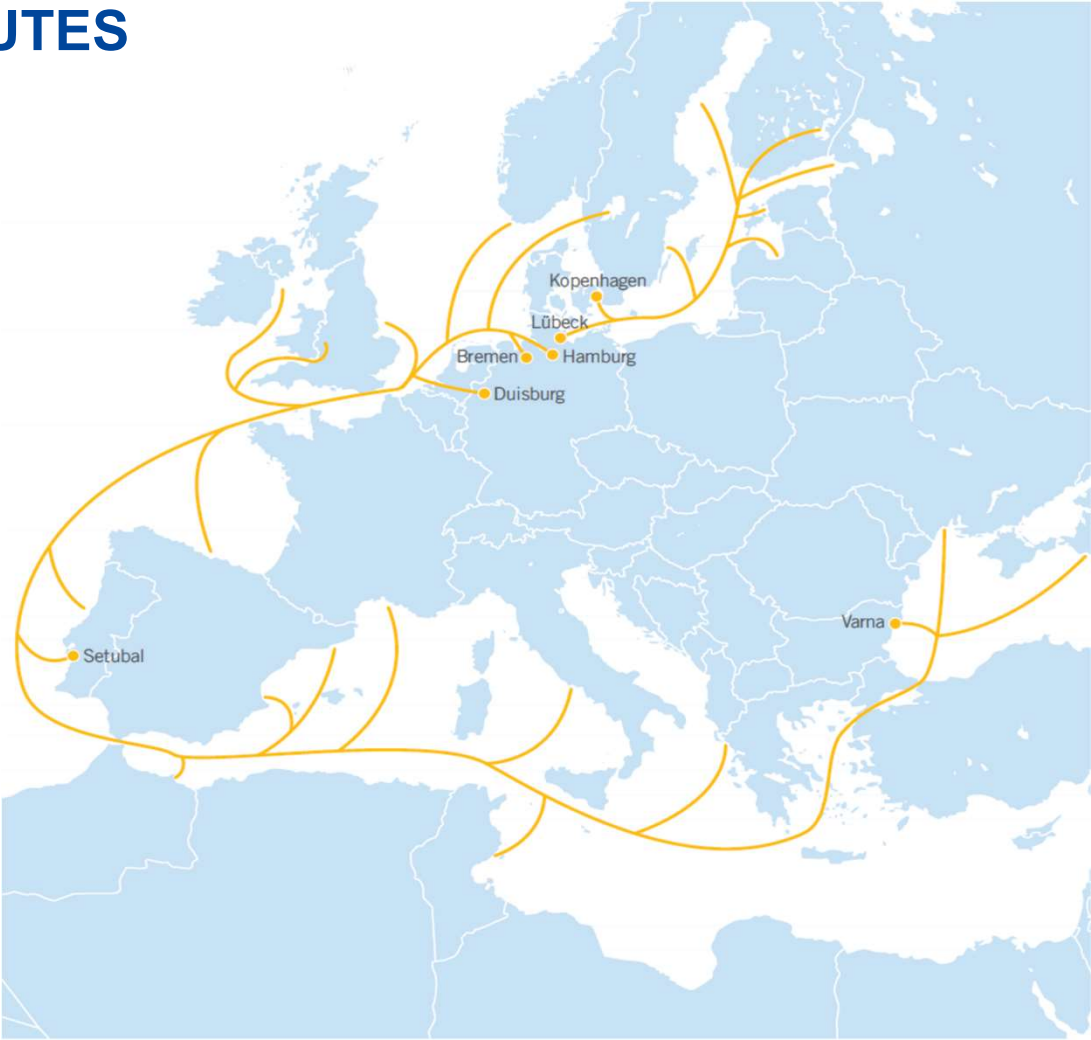 UTES
Kopenhagen
Lübeck
Bremen
Hamburg
Duisburg
Varna
Setubal